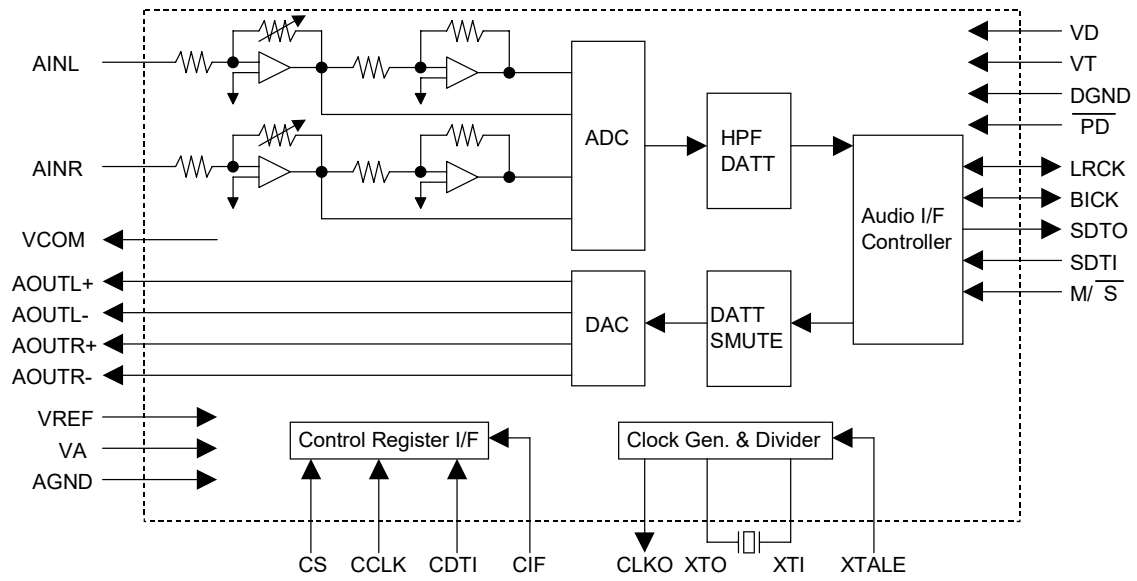 AINL
AINR
VCOM
AOUTL+
AOUTL-
AOUTR+
AOUTR-
VREF
VA
AGND
ADC
HPF
DATT
Audio I/F
Controller
DAC
DATT
SMUTE
VD
VT
DGND
PD
LRCK
BICK
SDTO
SDTI
M/ S
Control Register I/F
Clock Gen. & Divider
CS
CCLK
CDTI
CIF
CLKO
XTO
XTI
XTALE